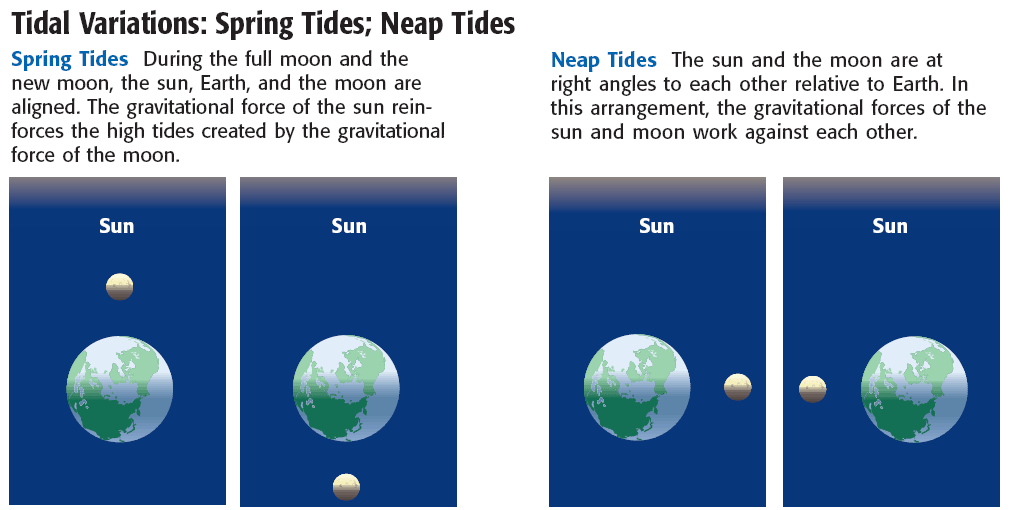 Tidal Variations: Spring Tides; Neap Tides
Spring Tides During the full moon and the
new moon, the sun, Earth, and the moon are
aligned. The gravitational force of the sun rein-
forces the high tides created by the gravitational
force of the moon.
Neap Tides The sun and the moon are at
right angles to each other relative to Earth. In
this arrangement, the gravitational forces of the
sun and moon work against each other.
Sun
Sun
Sun
Sun